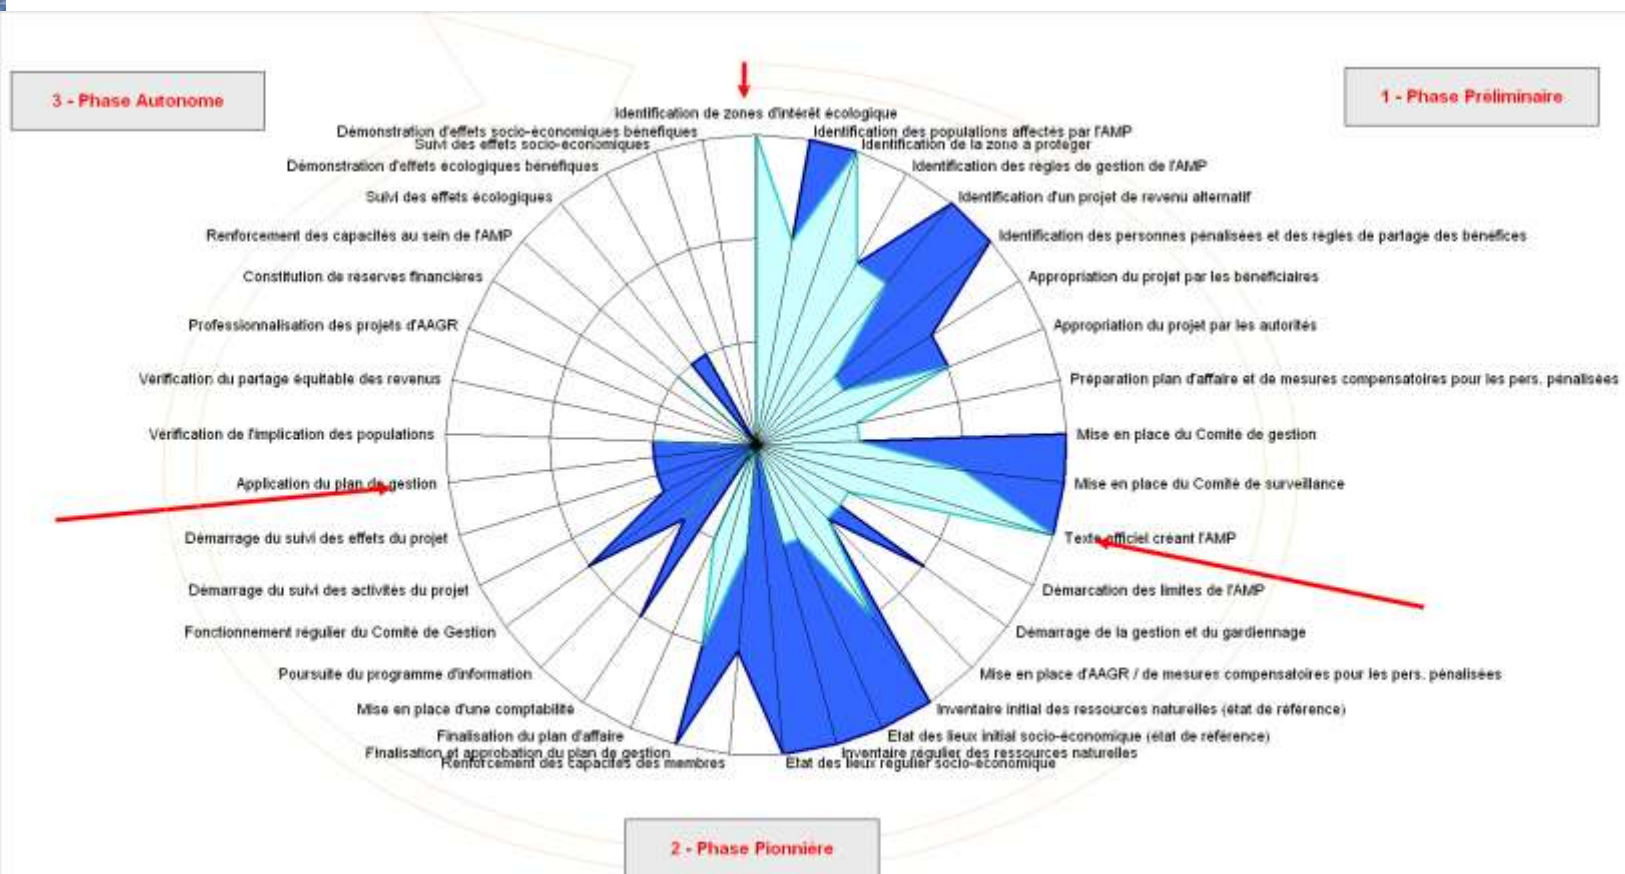 3 - Phase Autonome
1 - Phase Préliminaire
Identification de zones d'intérêt écologique
Identification des populations affectés par l'AMP
Identification de la zone à protéger
Identification des règles de gestion de l'AMP
Identification d'un projet de revenu alternatif
Identification des personnes pénalisées et des règles de partage des bénéfices
Appropriation du projet par les bénéficiaires
Appropriation du projet par les autorités
Préparation plan d'affaire et de mesures compensatoires pour les pers. pénalisées
Mise en place du Comité de gestion
Mise en place du Comité de surveillance
Texte officiel créant l'AMP
Démarcation des limites de l'AMP
Démarrage de la gestion et du gardiennage
Mise en place d'AAGR / de mesures compensatoires pour les pers. pénalisées
Inventaire initial des ressources naturelles (état de référence)
Etat des lieux initial socio-économique (état de référence)
Inventaire régulier des ressources naturelles
Etat des lieux régulier socio-économique
Renforcement des capacités des membres
Finalisation et approbation du plan de gestion
Finalisation du plan d'affaire
Mise en place d'une comptabilité
Poursuite du programme d'information
Fonctionnement régulier du Comité de Gestion
Démarrage du suivi des activités du projet
Démarrage du suivi des effets du projet
Application du plan de gestion
Vérification de l'implication des populations
Vérification du partage équitable des revenus
Professionnalisation des projets d'AAGR
Constitution de réserves financières
Renforcement des capacités au sein de l'AMP
Suivi des effets écologiques
Démonstration d'effets écologiques bénéfiques
Suivi des effets socio-économiques
Démonstration d'effets socio-économiques bénéfiques
2 - Phase Pionnière